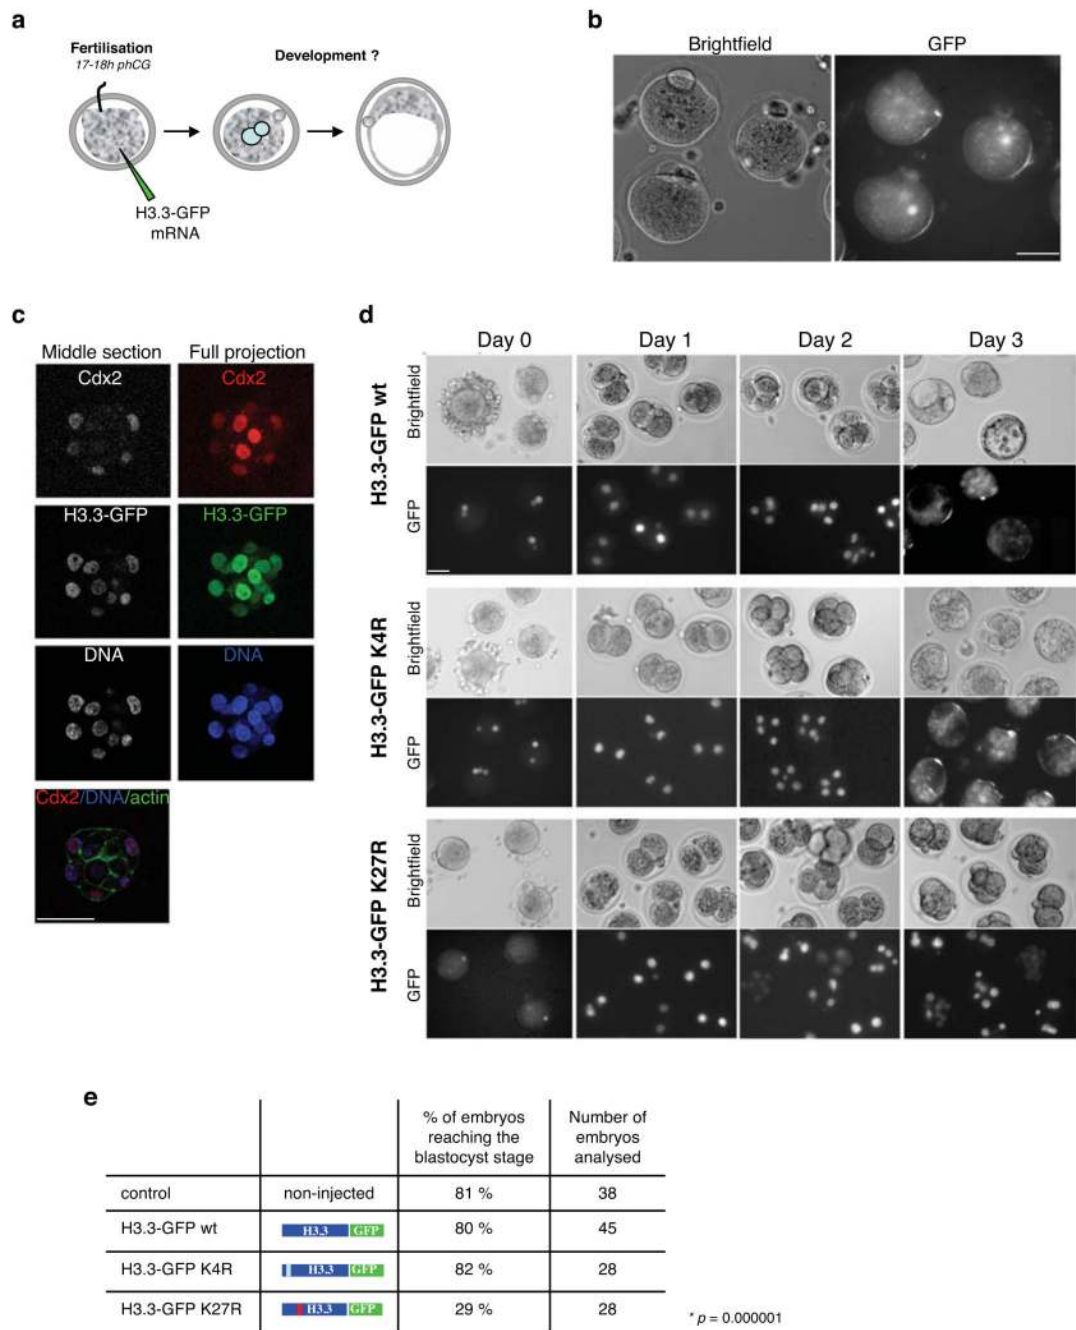 a
Fertilisation
17-18h phCG
Development ?
H3.3-GFP
mRNA
b
Brightfield
GFP
c
Middle section
Full projection
Cdx2
Cdx2
H3.3-GFP
H3.3-GFP
DNA
DNA
Cdx2/DNA/actin
d
Day 0
Day 1
Day 2
Day 3
H3.3-GFP wt
Brightfield
GFP
H3.3-GFP K4R
Brightfield
GFP
H3.3-GFP K27R
Brightfield
GFP
e
% of embryos
reaching the
blastocyst stage
Number of
embryos
analysed
control
non-injected
81 %
38
H3.3-GFP wt
H3.3 GFP
80 %
45
H3.3-GFP K4R
H3.3 GFP
82 %
28
H3.3-GFP K27R
H3.3 GFP
29 %
28
* p = 0.000001